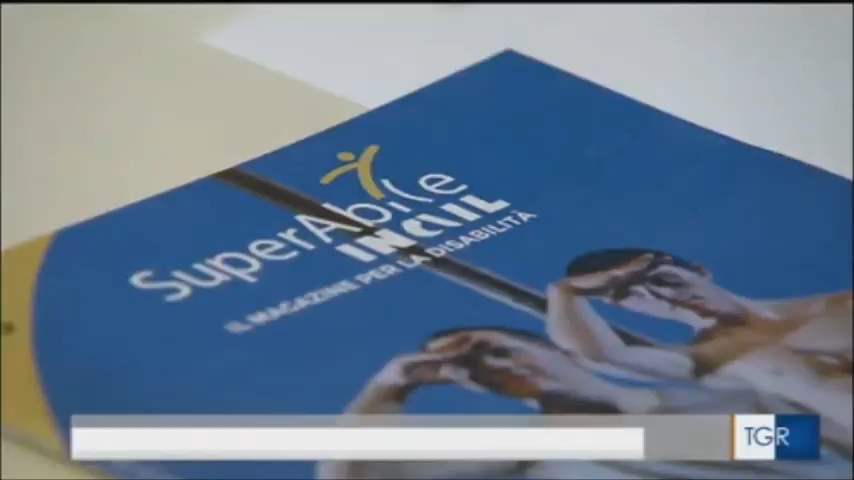 SuperAbile
INAIL
IL MAGAZINE PER LA DISABILITÀ
TGR